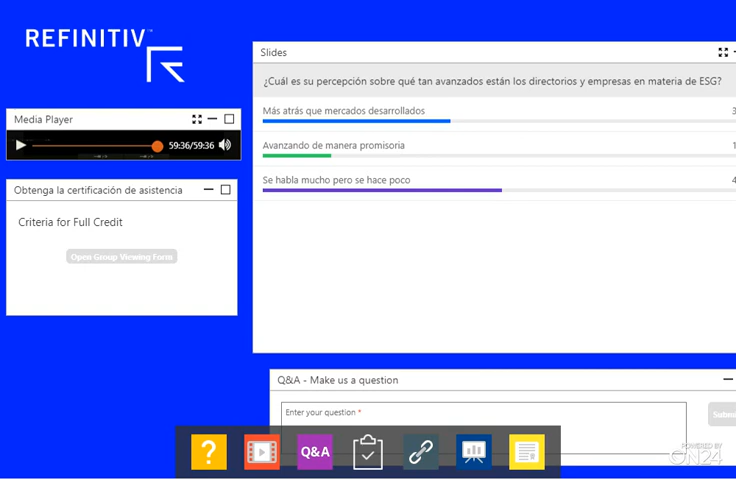 REFINITIV™
Slides
¿Cuál es su percepción sobre qué tan avanzados están los directorios y empresas en materia de ESG?
Media Player
Más atrás que mercados desarrollados
3
59:36/59:36
Avanzando de manera promisoria
1
Se habla mucho pero se hace poco
4
Obtenga la certificación de asistencia
Criteria for Full Credit
Open Group Viewing Form
Q&A - Make us a question
Enter your question *
?
Q&A
POWERED BY
ON24